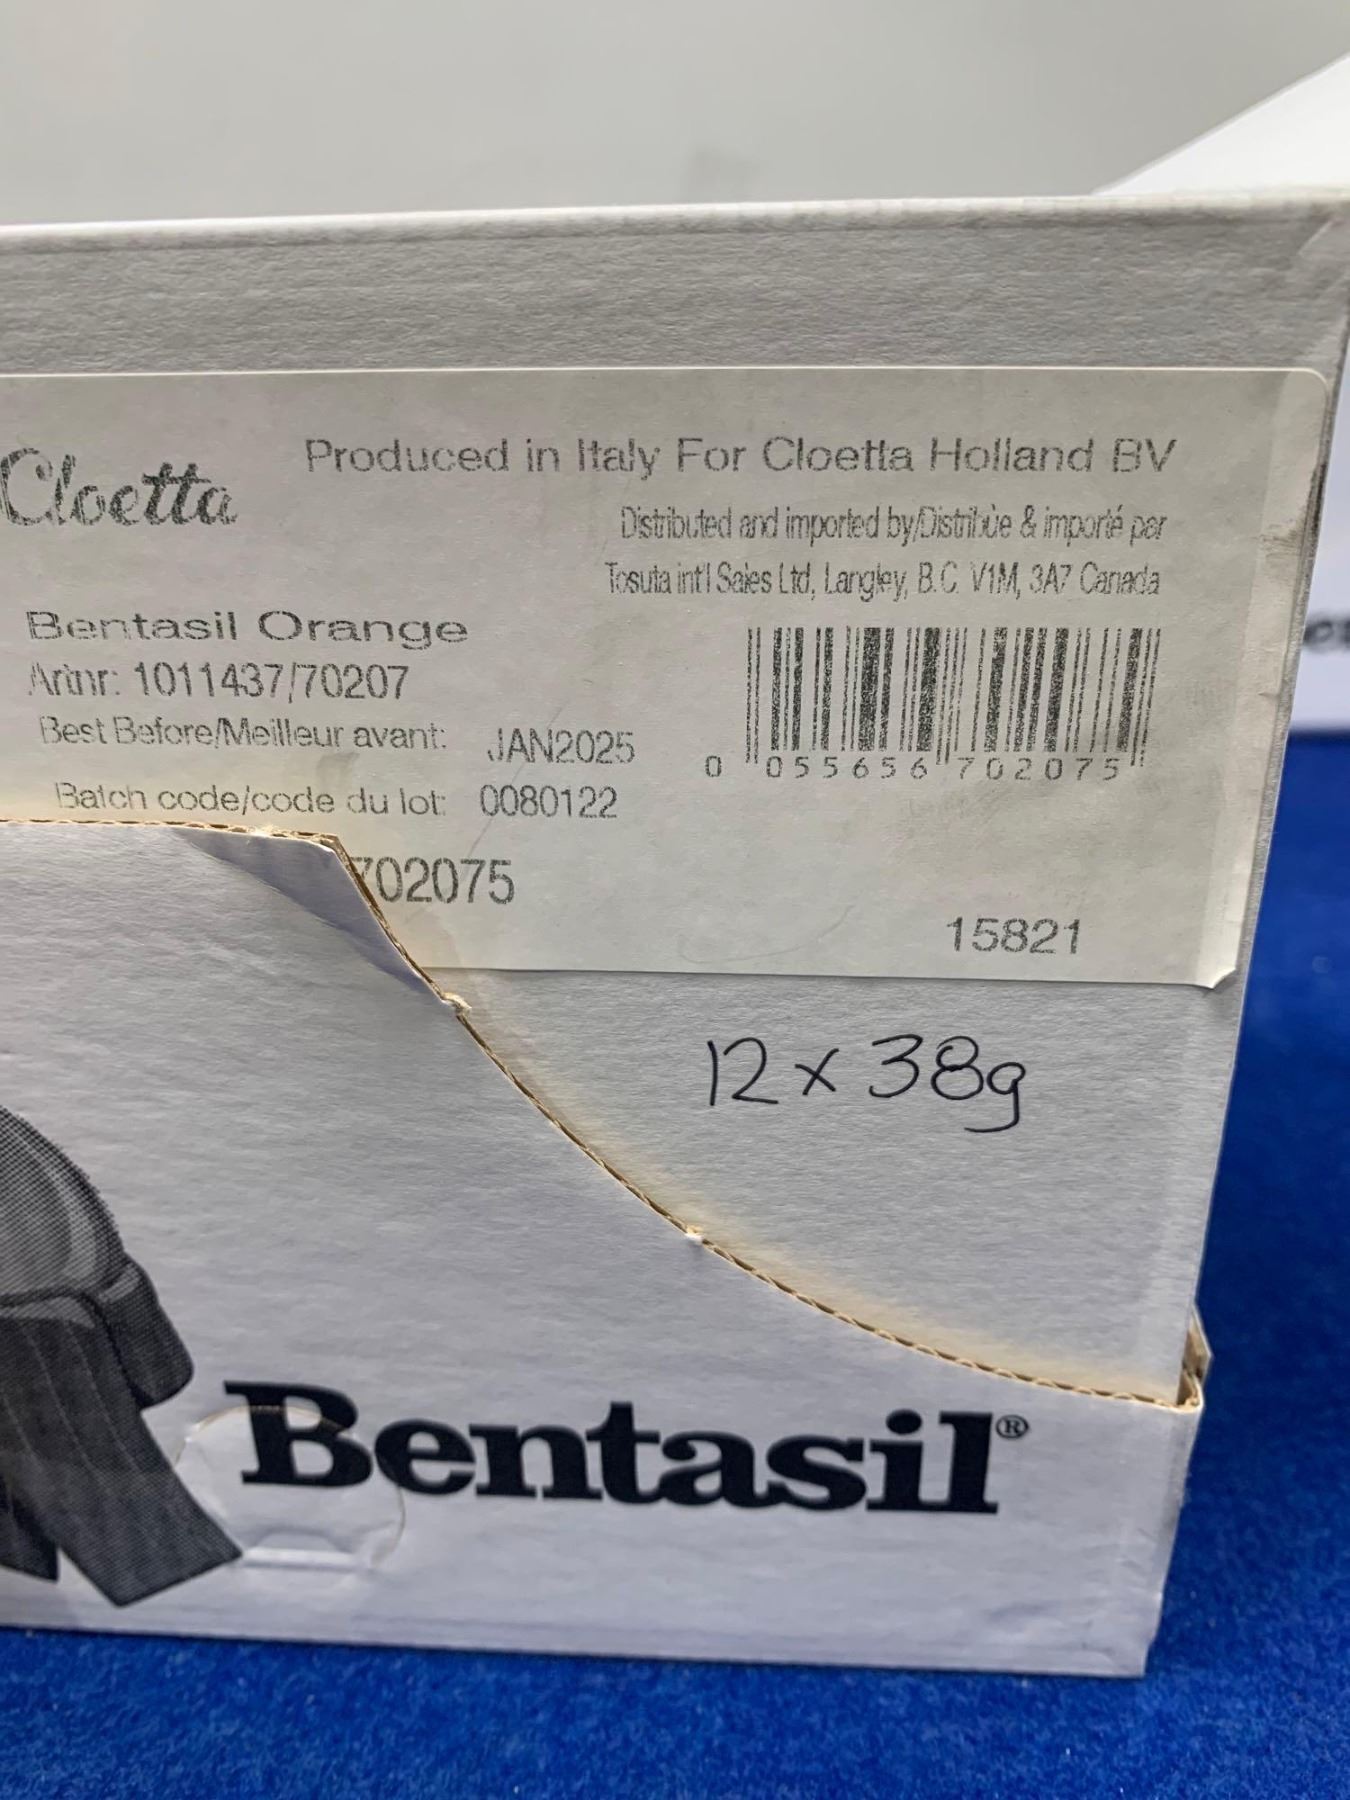 Cloetta
Produced in Italy For Cloetta Holland BV
Distributed and imported by/Distribùe & importé par
Tosuta int'l Sales Ltd, Langley, B.C. V1M, 3A7 Canada
Bentasil Orange
Artnr: 1011437/70207
Best Before/Meilleur avant: JAN2025
Batch code/code du lot: 0080122
0 055656 702075
702075
15821
12 x 38g
Bentasil®